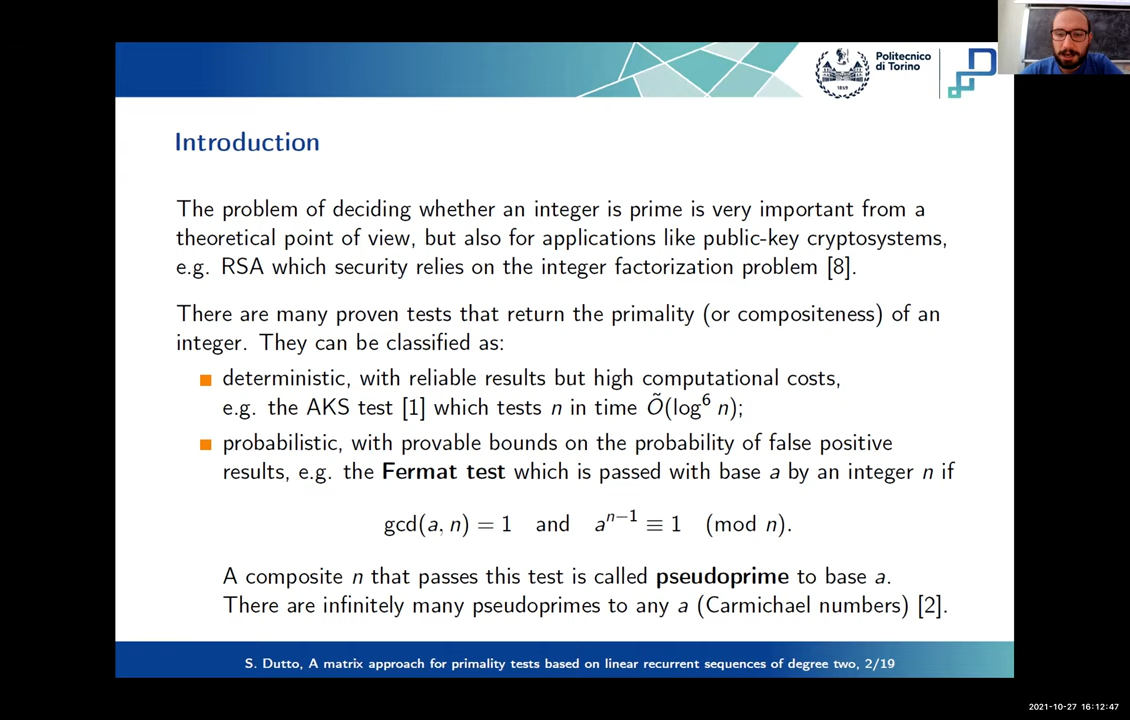 Politecnico
di Torino
1859
Introduction
The problem of deciding whether an integer is prime is very important from a
theoretical point of view, but also for applications like public-key cryptosystems,
e.g. RSA which security relies on the integer factorization problem [8].
There are many proven tests that return the primality (or compositeness) of an
integer. They can be classified as:
deterministic, with reliable results but high computational costs,
e.g. the AKS test [1] which tests n in time Õ(log⁶ n);
probabilistic, with provable bounds on the probability of false positive
results, e.g. the Fermat test which is passed with base a by an integer n if
gcd(a, n) = 1 and aⁿ⁻¹ ≡ 1 (mod n).
A composite n that passes this test is called pseudoprime to base a.
There are infinitely many pseudoprimes to any a (Carmichael numbers) [2].
S. Dutto, A matrix approach for primality tests based on linear recurrent sequences of degree two, 2/19
2021-10-27 16:12:47